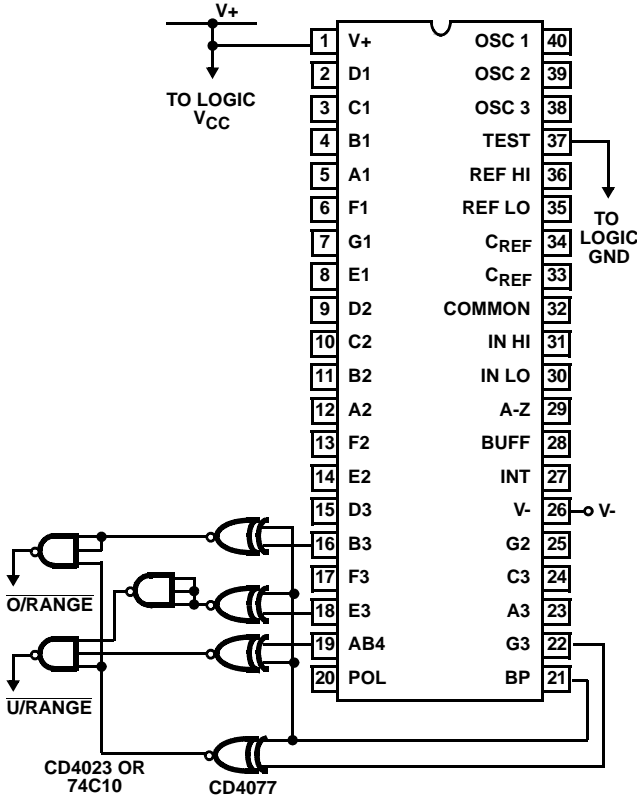 V+
TO LOGIC
VCC
1 V+ OSC 1 40
2 D1 OSC 2 39
3 C1 OSC 3 38
4 B1 TEST 37
5 A1 REF HI 36
6 F1 REF LO 35
7 G1 CREF 34
8 E1 CREF 33
9 D2 COMMON 32
10 C2 IN HI 31
11 B2 IN LO 30
12 A2 A-Z 29
13 F2 BUFF 28
14 E2 INT 27
15 D3 V- 26 V-
16 B3 G2 25
17 F3 C3 24
18 E3 A3 23
19 AB4 G3 22
20 POL BP 21
TO
LOGIC
GND
O/RANGE
U/RANGE
CD4023 OR
74C10
CD4077